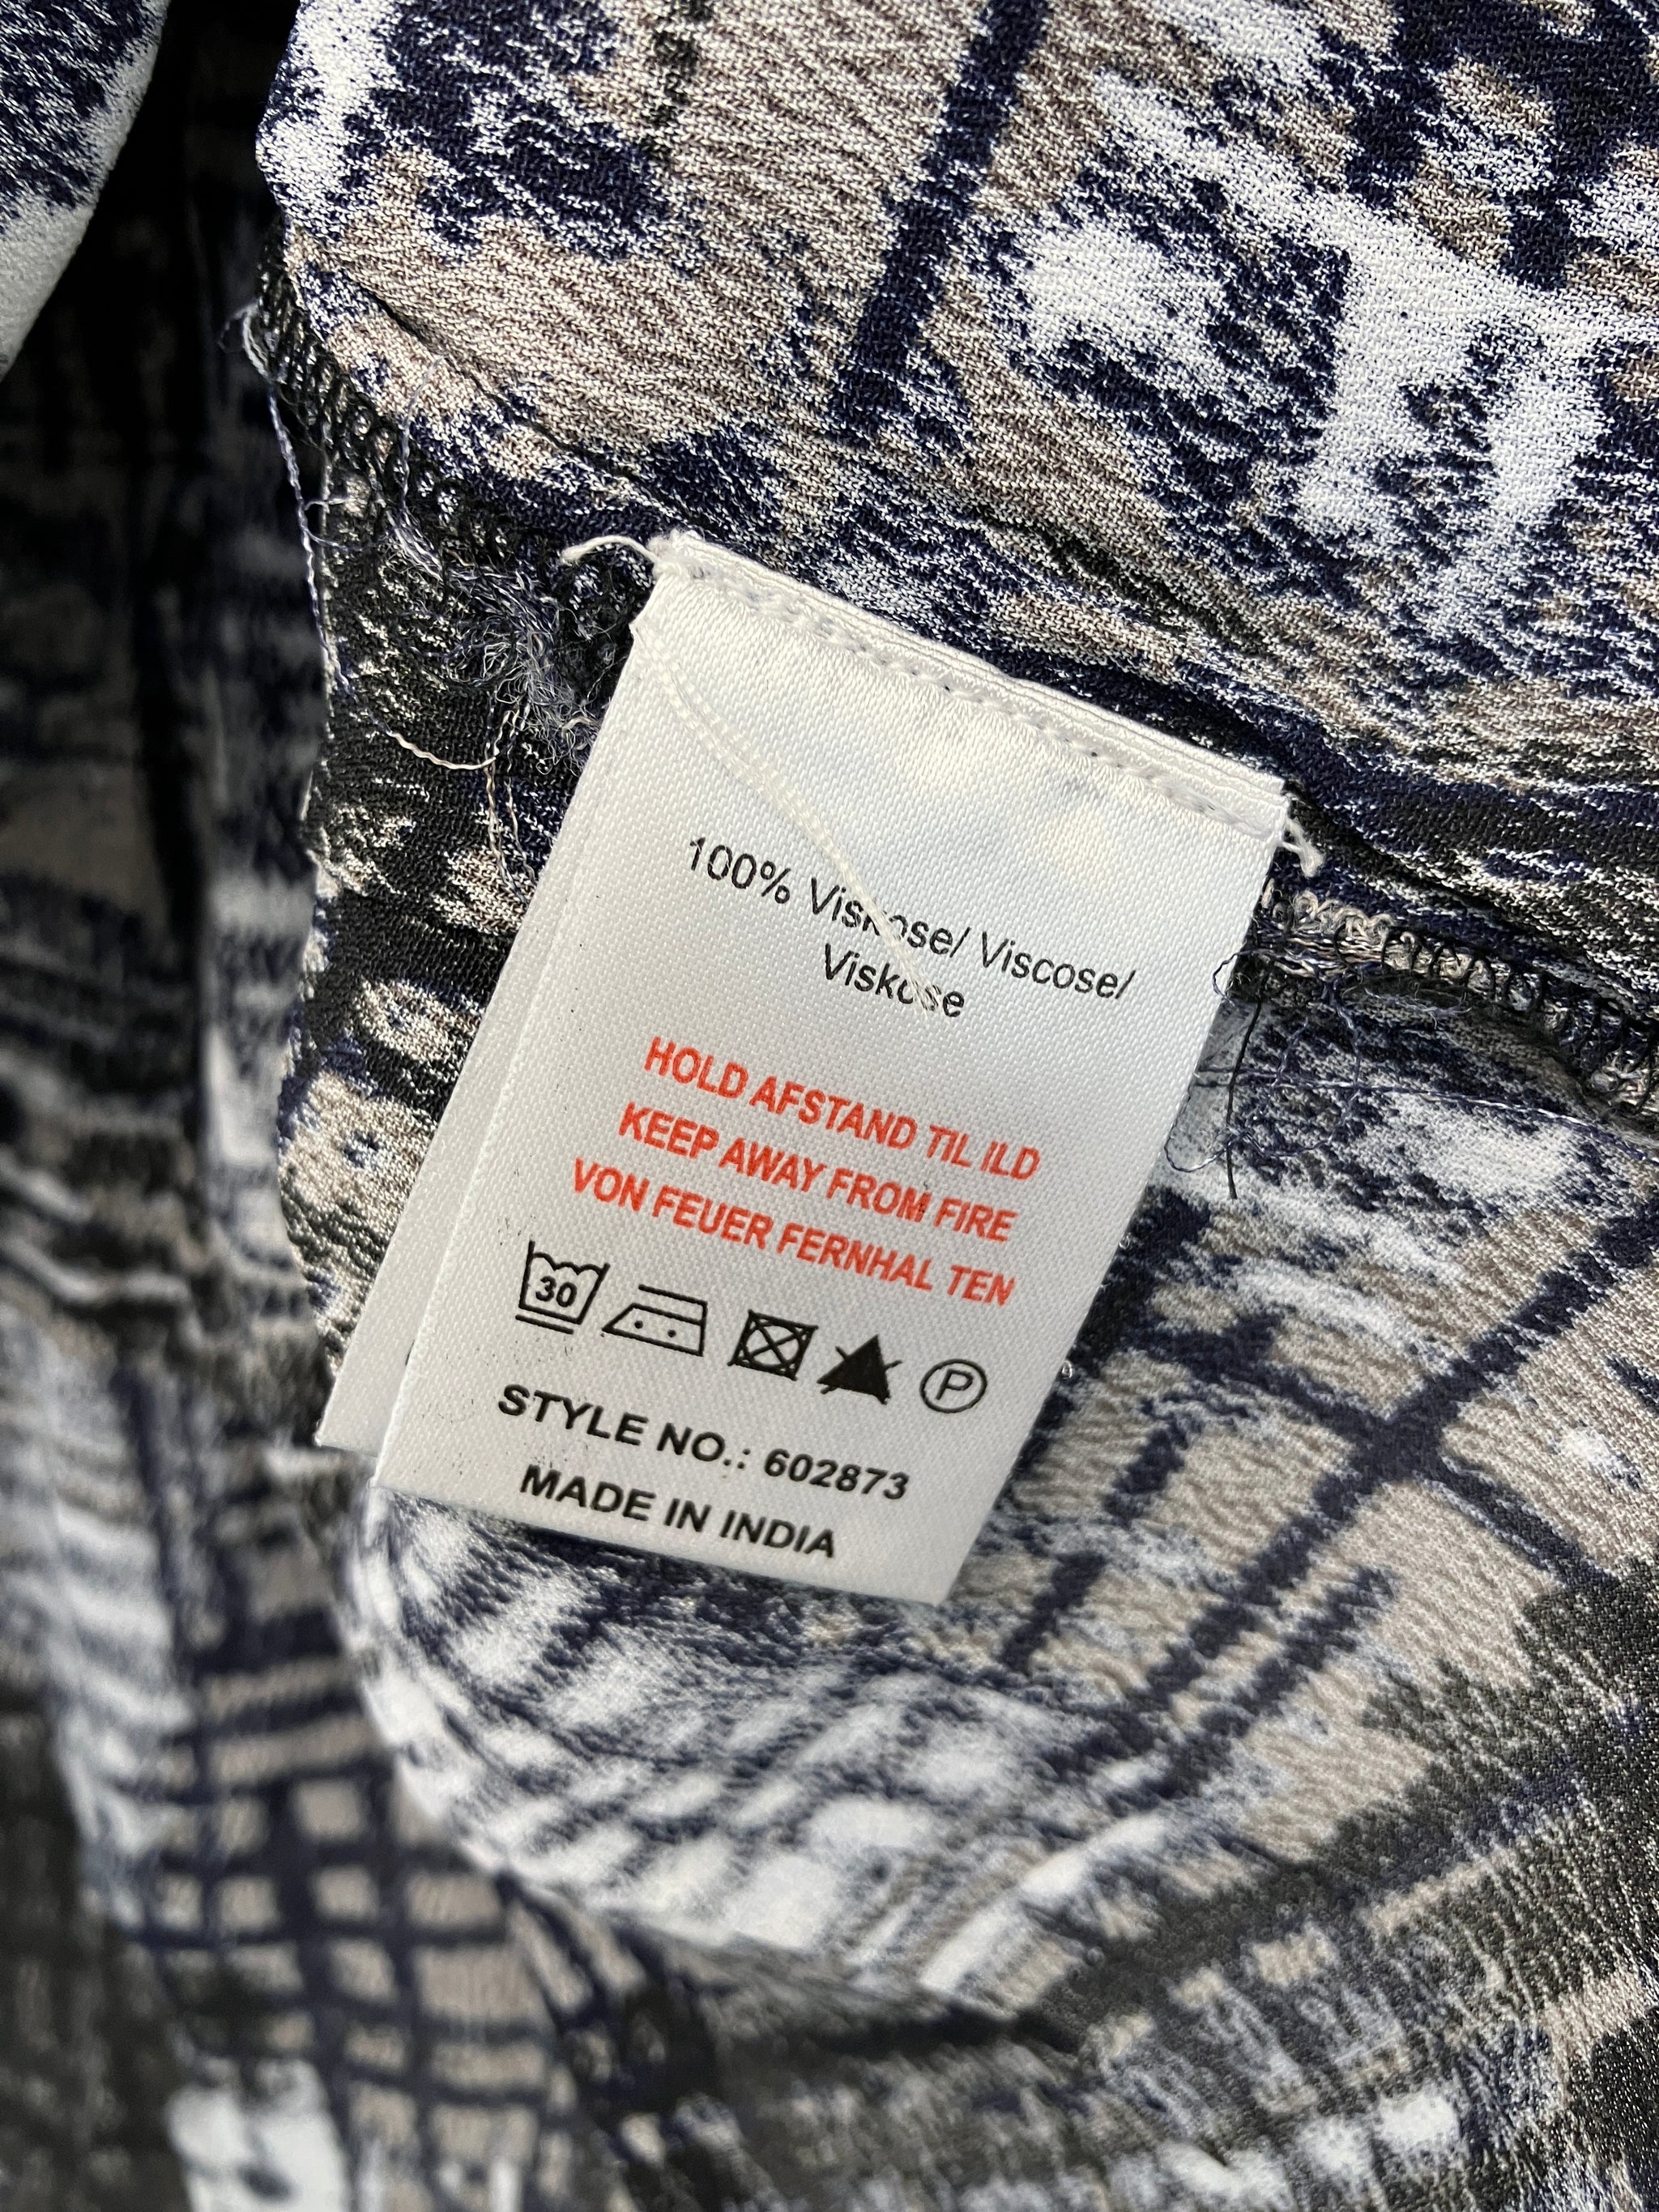 100% Viskose/ Viscose/
Viskose
HOLD AFSTAND TIL ILD
KEEP AWAY FROM FIRE
VON FEUER FERNHAL TEN
30
P
STYLE NO.: 602873
MADE IN INDIA